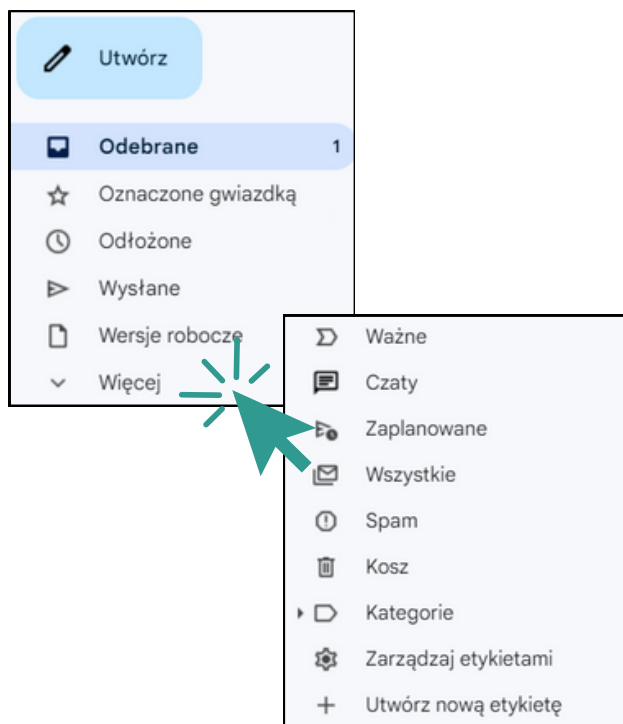 Utwórz
Odebrane 1
Oznaczone gwiazdką
Odłożone
Wysłane
Wersje robocze
Więcej
Ważne
Czaty
Zaplanowane
Wszystkie
Spam
Kosz
Kategorie
Zarządzaj etykietami
Utwórz nową etykietę